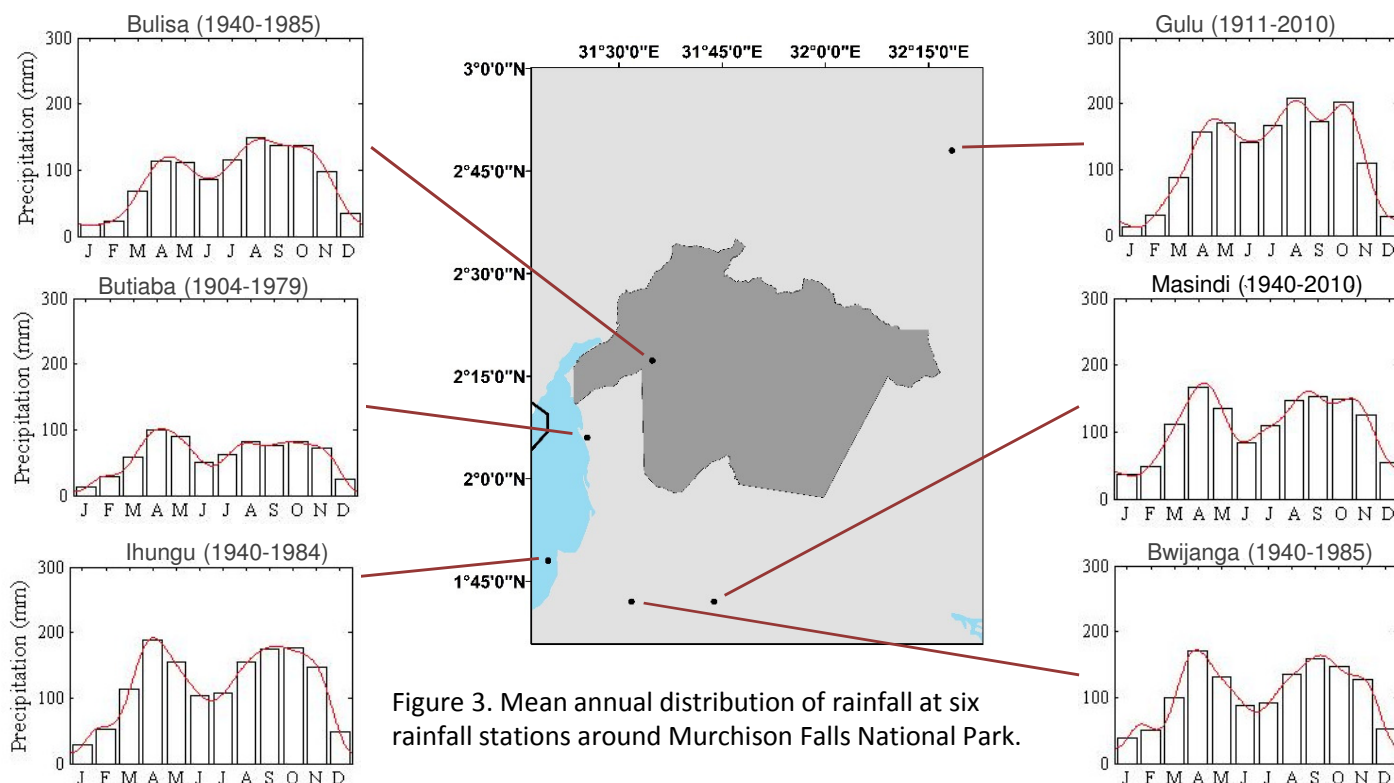 Bulisa (1940-1985)
300
200
100
0
Precipitation (mm)
J F M A M J J A S O N D
Butiaba (1904-1979)
300
200
100
0
Precipitation (mm)
J F M A M J J A S O N D
Ihungu (1940-1984)
300
200
100
0
Precipitation (mm)
J F M A M J J A S O N D
31°30'0"E 31°45'0"E 32°0'0"E 32°15'0"E
3°0'0"N
2°45'0"N
2°30'0"N
2°15'0"N
2°0'0"N
1°45'0"N
Figure 3. Mean annual distribution of rainfall at six
rainfall stations around Murchison Falls National Park.
Gulu (1911-2010)
300
200
100
0
J F M A M J J A S O N D
Masindi (1940-2010)
300
200
100
0
J F M A M J J A S O N D
Bwijanga (1940-1985)
300
200
100
0
J F M A M J J A S O N D